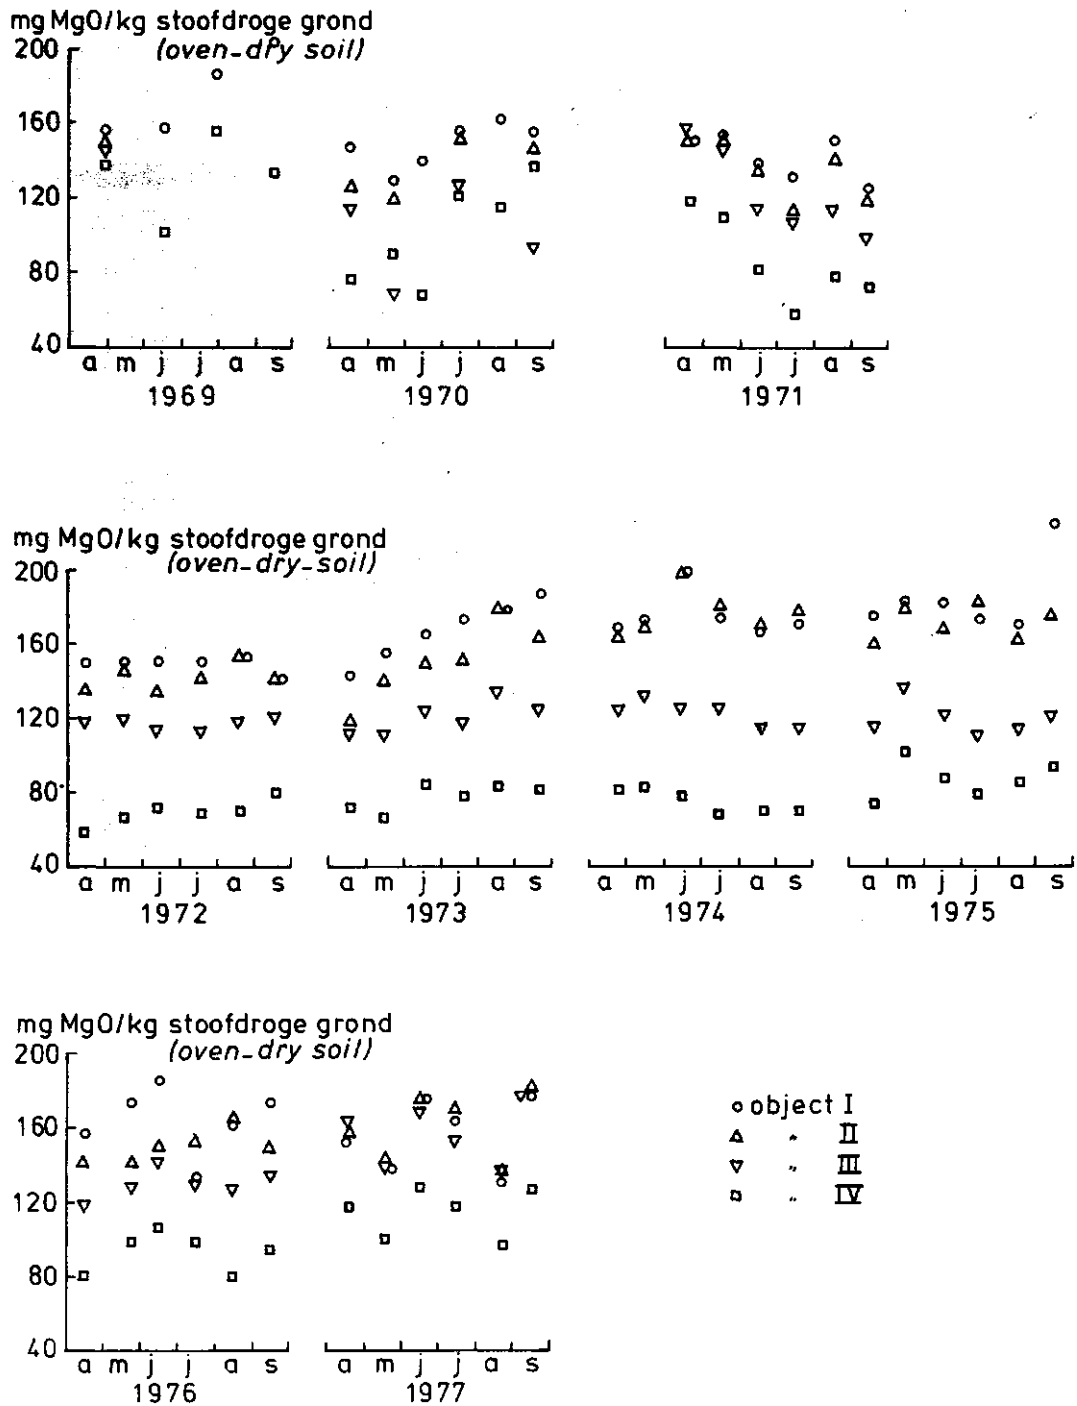 mg MgO/kg stoofdroge grond
(oven-dry soil)
200
160
120
80
40
a m j j a s
1969
a m j j a s
1970
a m j j a s
1971
mg MgO/kg stoofdroge grond
(oven-dry-soil)
200
160
120
80
40
a m j j a s
1972
a m j j a s
1973
a m j j a s
1974
a m j j a s
1975
mg MgO/kg stoofdroge grond
(oven-dry soil)
200
160
120
80
40
a m j j a s
1976
a m j j a s
1977
object I
" II
" III
" IV